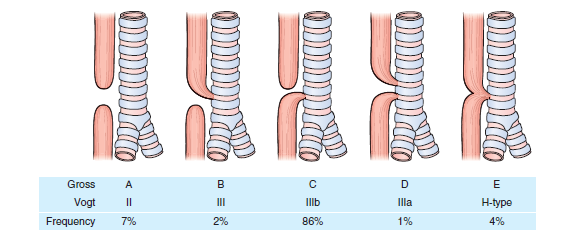 Gross A B C D E
Vogt II III IIIb IIIa H-type
Frequency 7% 2% 86% 1% 4%